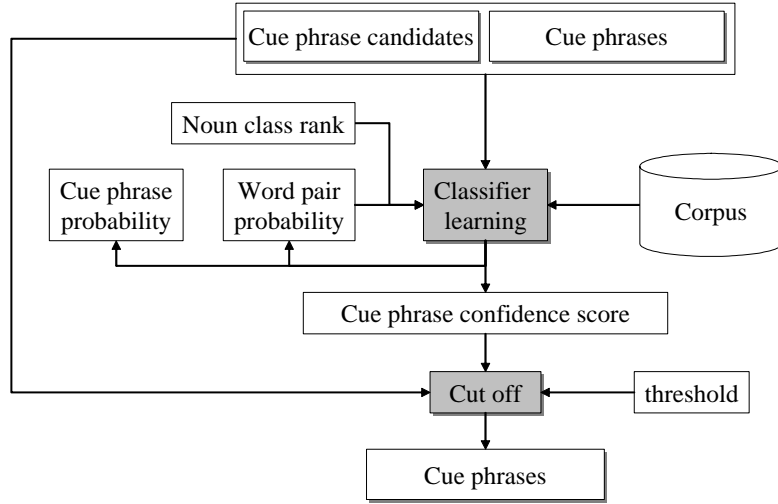 Cue phrase candidates
Cue phrases
Noun class rank
Cue phrase
probability
Word pair
probability
Classifier
learning
Corpus
Cue phrase confidence score
Cut off
threshold
Cue phrases